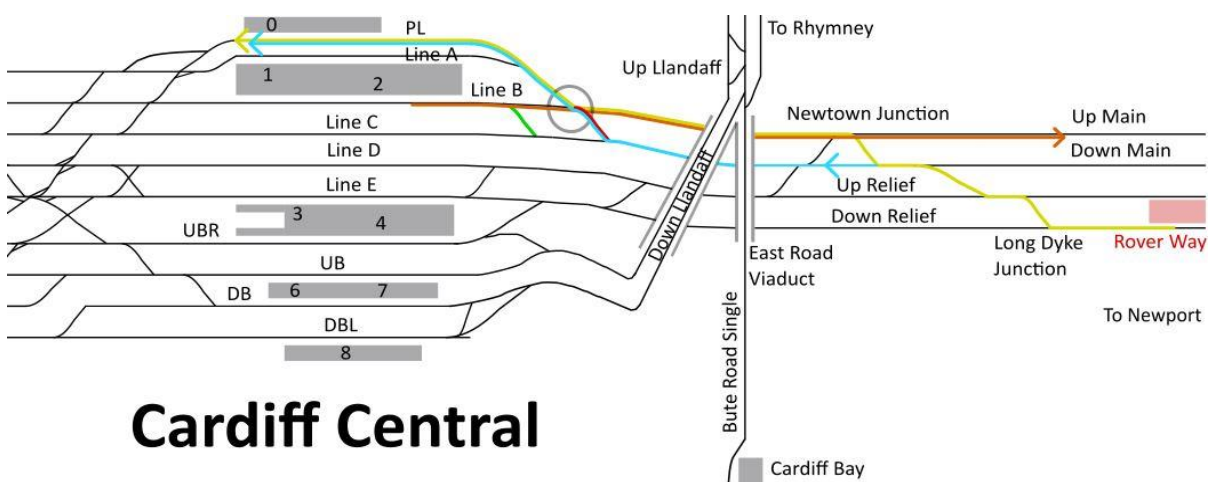 0
PL
Line A
1
2
Line B
Line C
Line D
Line E
3
4
UBR
UB
DB
6
7
DBL
8
Cardiff Central
To Rhymney
Up Llandaff
Down Llandaff
Newtown Junction
Up Main
Down Main
Up Relief
Down Relief
East Road
Viaduct
Long Dyke
Junction
Rover Way
To Newport
Bute Road Single
Cardiff Bay